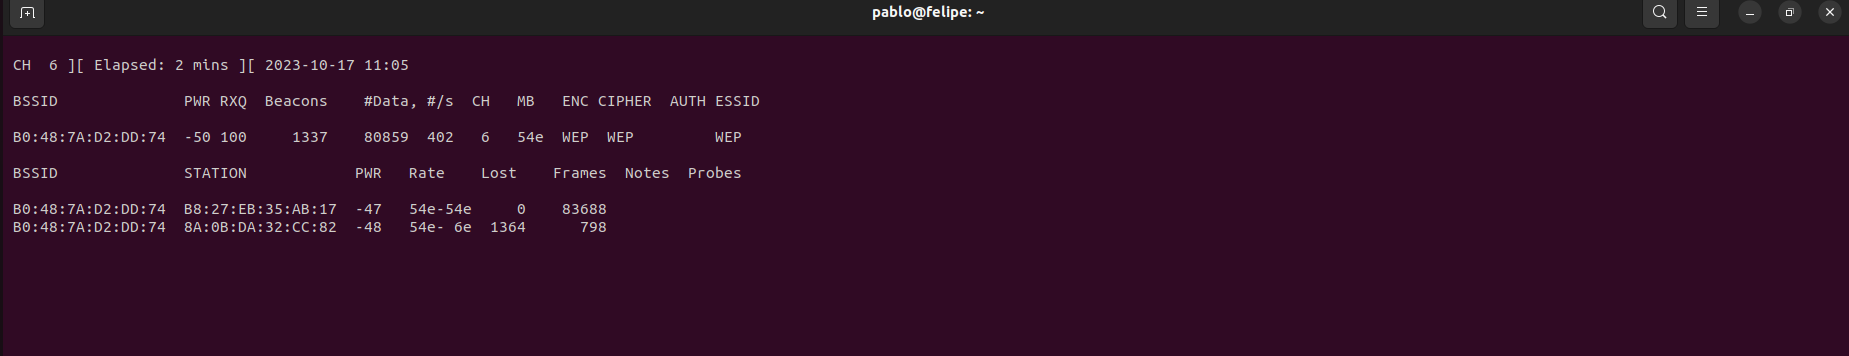 pablo@felipe: ~
CH  6 ][ Elapsed: 2 mins ][ 2023-10-17 11:05
BSSID              PWR RXQ  Beacons    #Data, #/s  CH   MB   ENC CIPHER  AUTH ESSID
B0:48:7A:D2:DD:74  -50 100     1337    80859  402   6   54e  WEP  WEP         WEP
BSSID              STATION            PWR   Rate    Lost    Frames  Notes  Probes
B0:48:7A:D2:DD:74  B8:27:EB:35:AB:17  -47   54e-54e     0    83688
B0:48:7A:D2:DD:74  8A:0B:DA:32:CC:82  -48   54e- 6e  1364      798